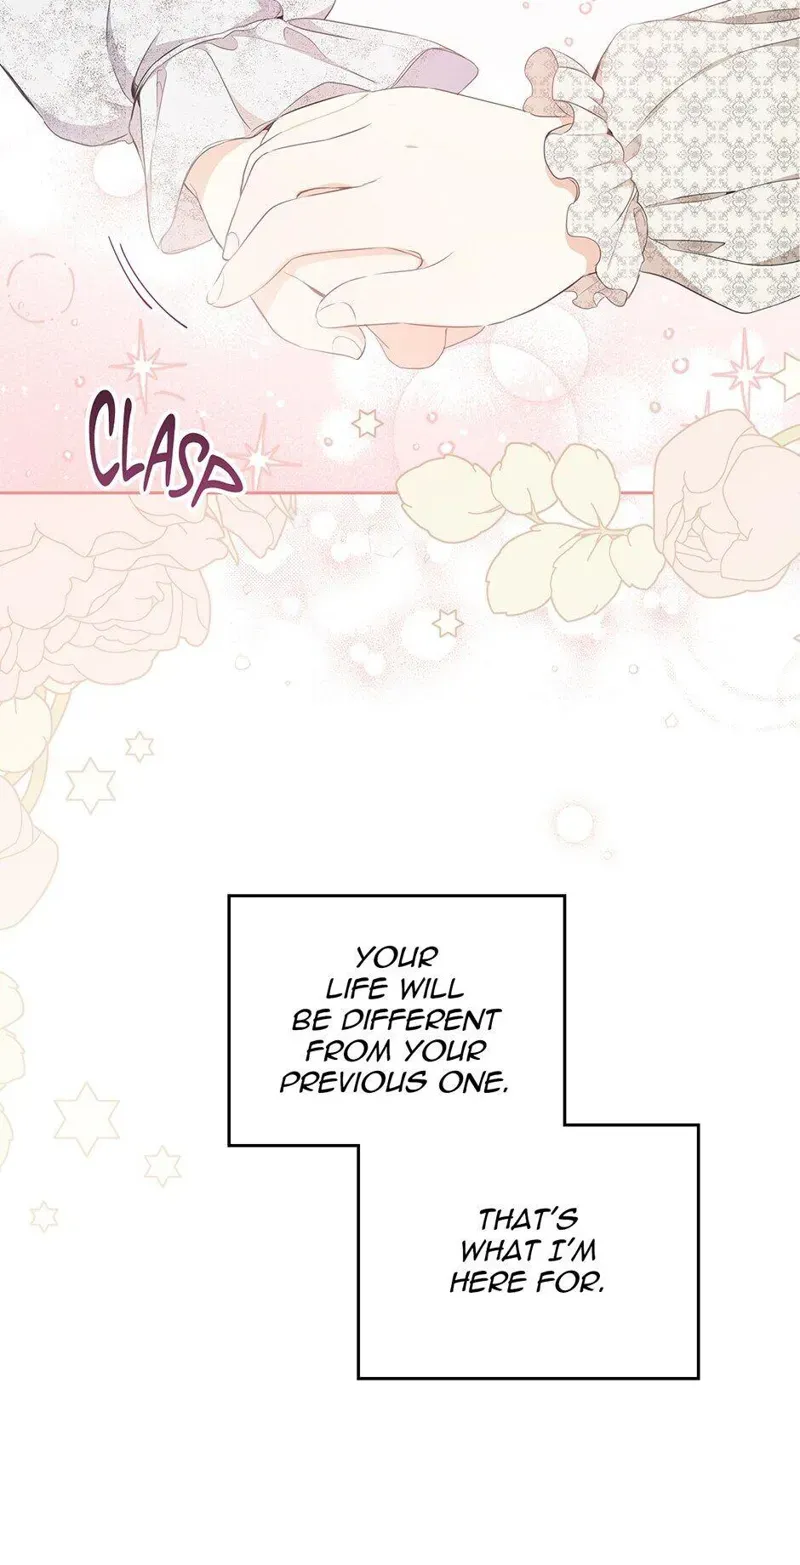 CLASP
YOUR
LIFE WILL
BE DIFFERENT
FROM YOUR
PREVIOUS ONE.
THAT'S
WHAT I'M
HERE FOR.